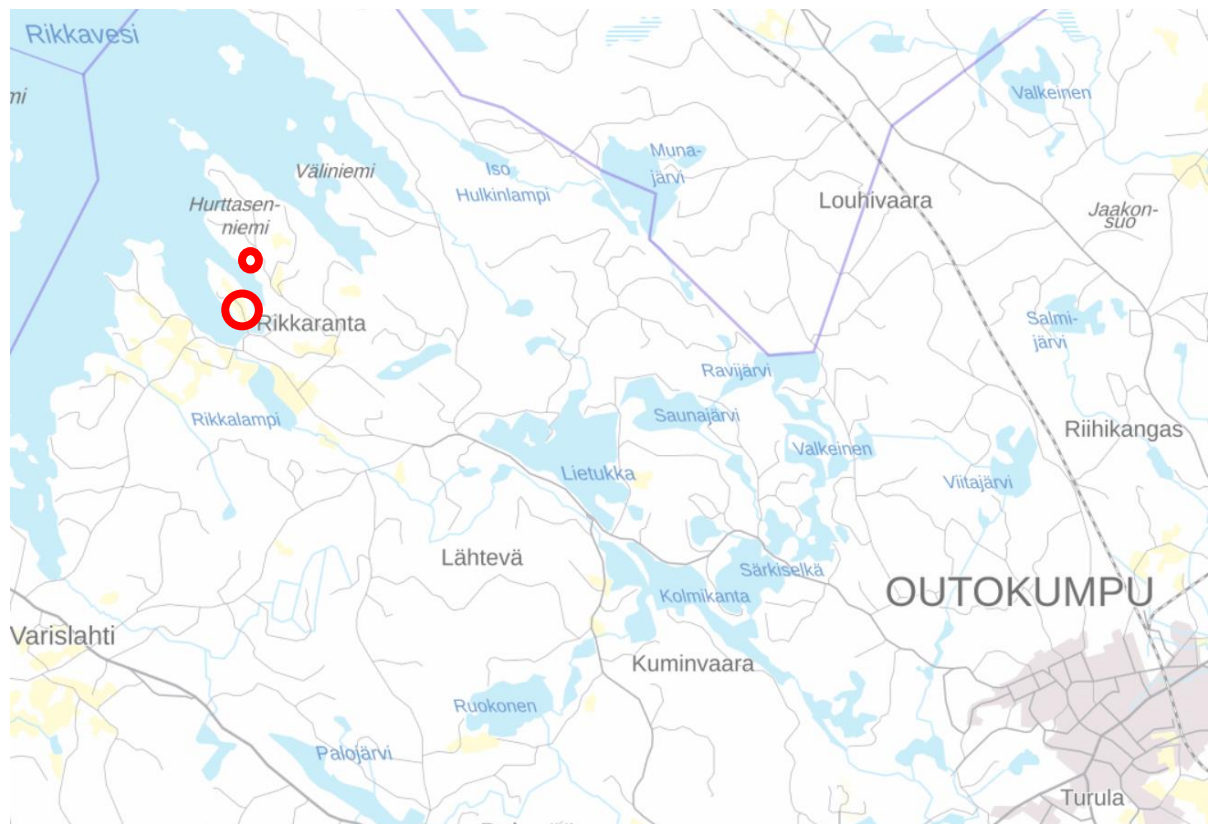 Rikkavesi
mi
Valkeinen
Muna-
järvi
Iso
Hulkinlampi
Väliniemi
Hurttasen-
niemi
Louhivaara
Jaakon-
suo
Rikkaranta
Salmi-
järvi
Ravijärvi
Rikkalampi
Saunajärvi
Valkeinen
Riihikangas
Lietukka
Viitajärvi
Lähtevä
Särkiselkä
Kolmikanta
OUTOKUMPU
Varislahti
Kuminvaara
Ruokonen
Palojärvi
Turula